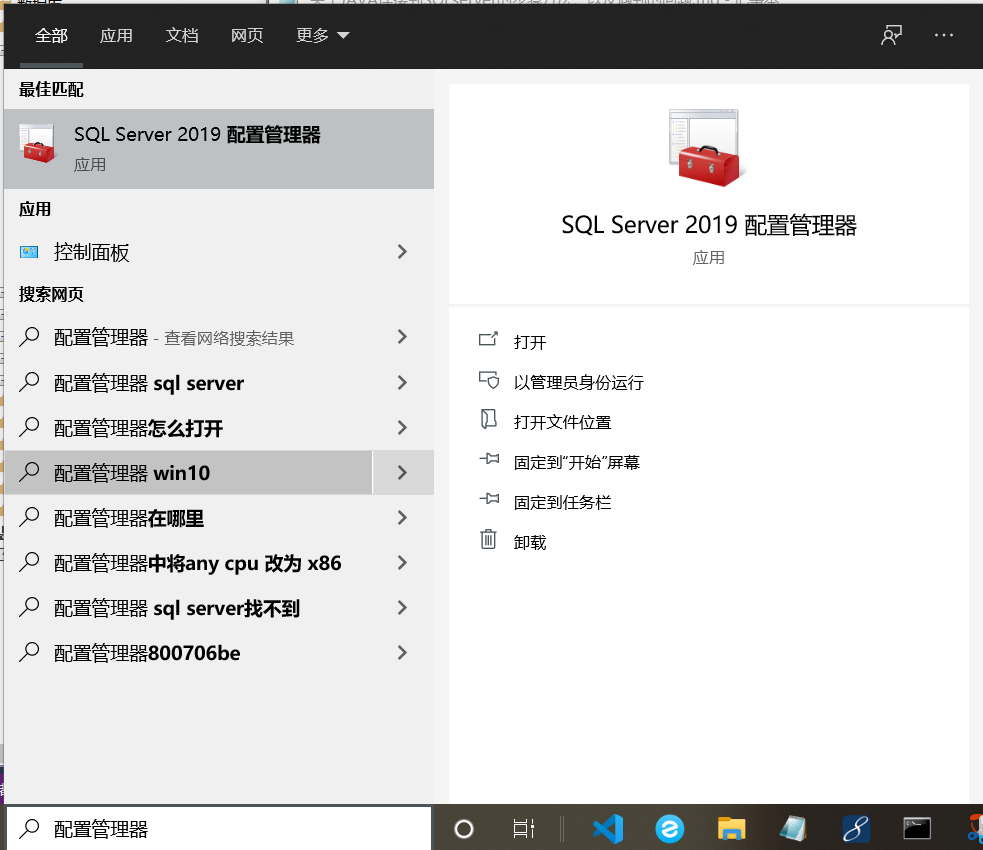 全部 应用 文档 网页 更多
最佳匹配
SQL Server 2019 配置管理器
应用
应用
控制面板
搜索网页
配置管理器 - 查看网络搜索结果
配置管理器 sql server
配置管理器怎么打开
配置管理器 win10
配置管理器在哪里
配置管理器中将any cpu 改为 x86
配置管理器 sql server找不到
配置管理器800706be
SQL Server 2019 配置管理器
应用
打开
以管理员身份运行
打开文件位置
固定到“开始”屏幕
固定到任务栏
卸载
配置管理器